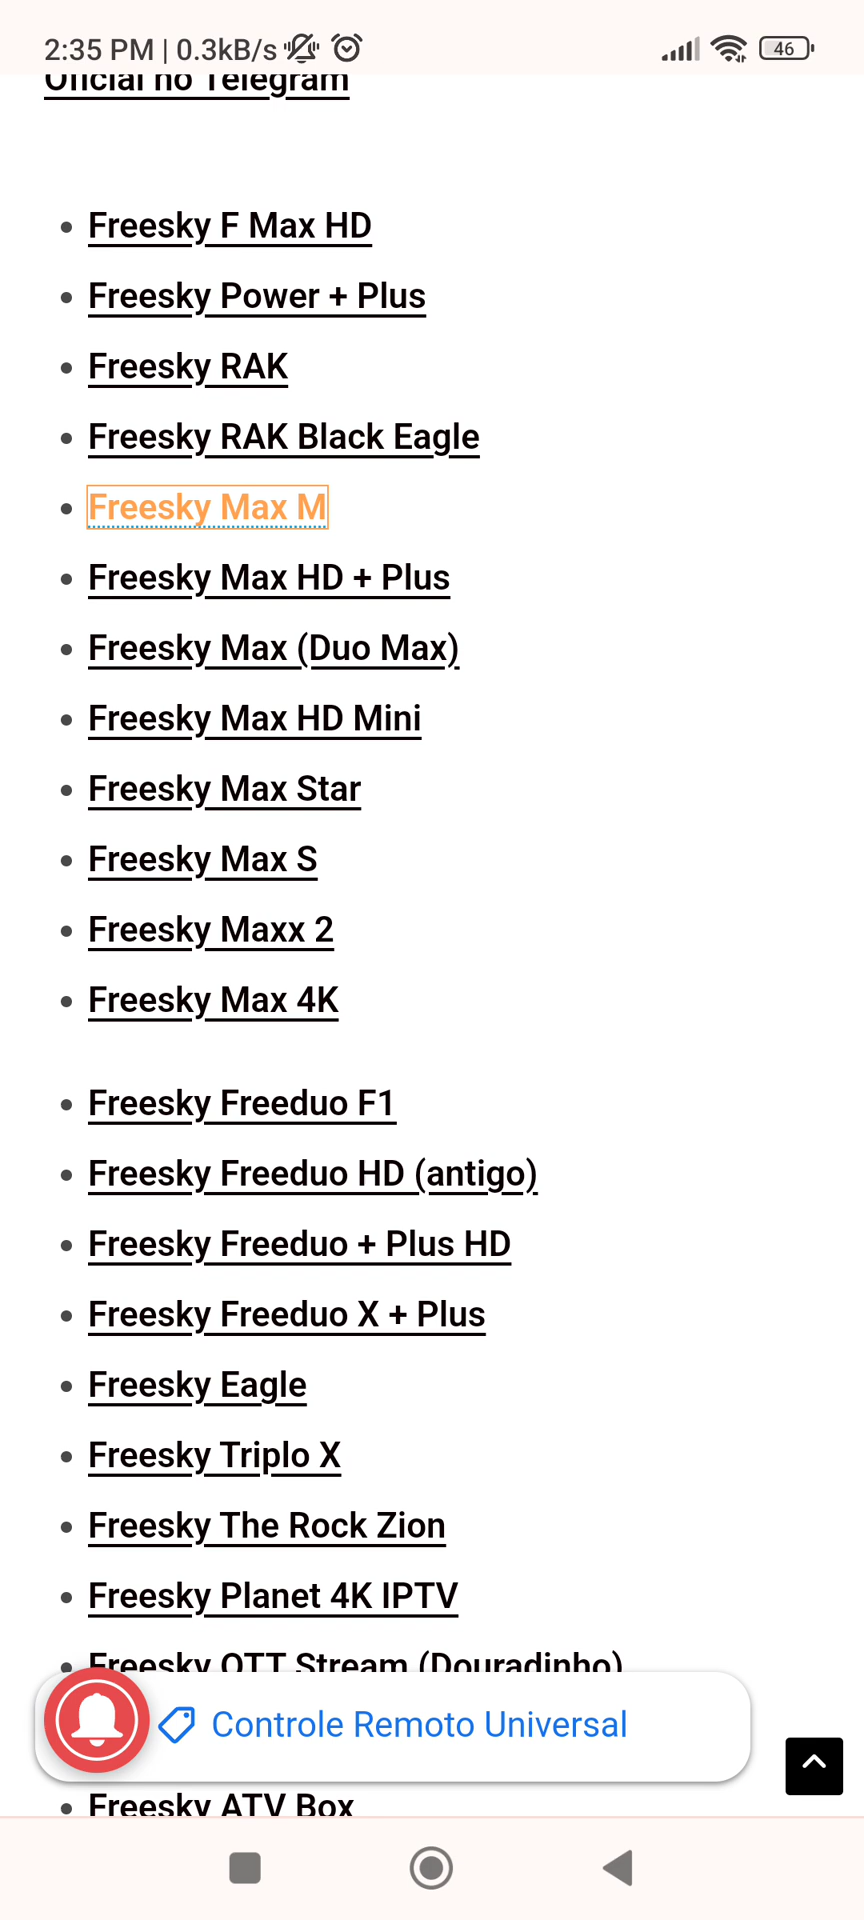 2:35 PM | 0.3kB/s
46
Oficial no Telegram
Freesky F Max HD
Freesky Power + Plus
Freesky RAK
Freesky RAK Black Eagle
Freesky Max M
Freesky Max HD + Plus
Freesky Max (Duo Max)
Freesky Max HD Mini
Freesky Max Star
Freesky Max S
Freesky Maxx 2
Freesky Max 4K
Freesky Freeduo F1
Freesky Freeduo HD (antigo)
Freesky Freeduo + Plus HD
Freesky Freeduo X + Plus
Freesky Eagle
Freesky Triplo X
Freesky The Rock Zion
Freesky Planet 4K IPTV
Freesky OTT Stream (Douradinho)
Controle Remoto Universal
Freesky ATV Box